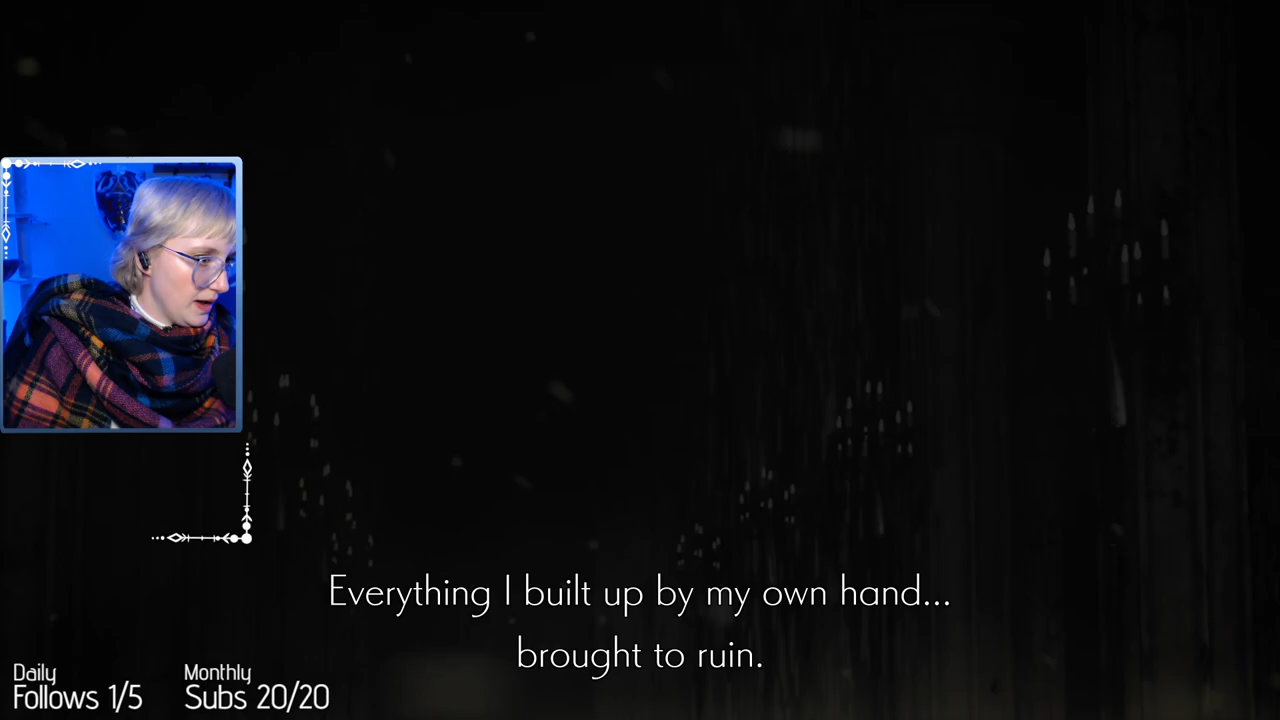 Everything I built up by my own hand...
brought to ruin.
Daily
Follows 1/5
Monthly
Subs 20/20